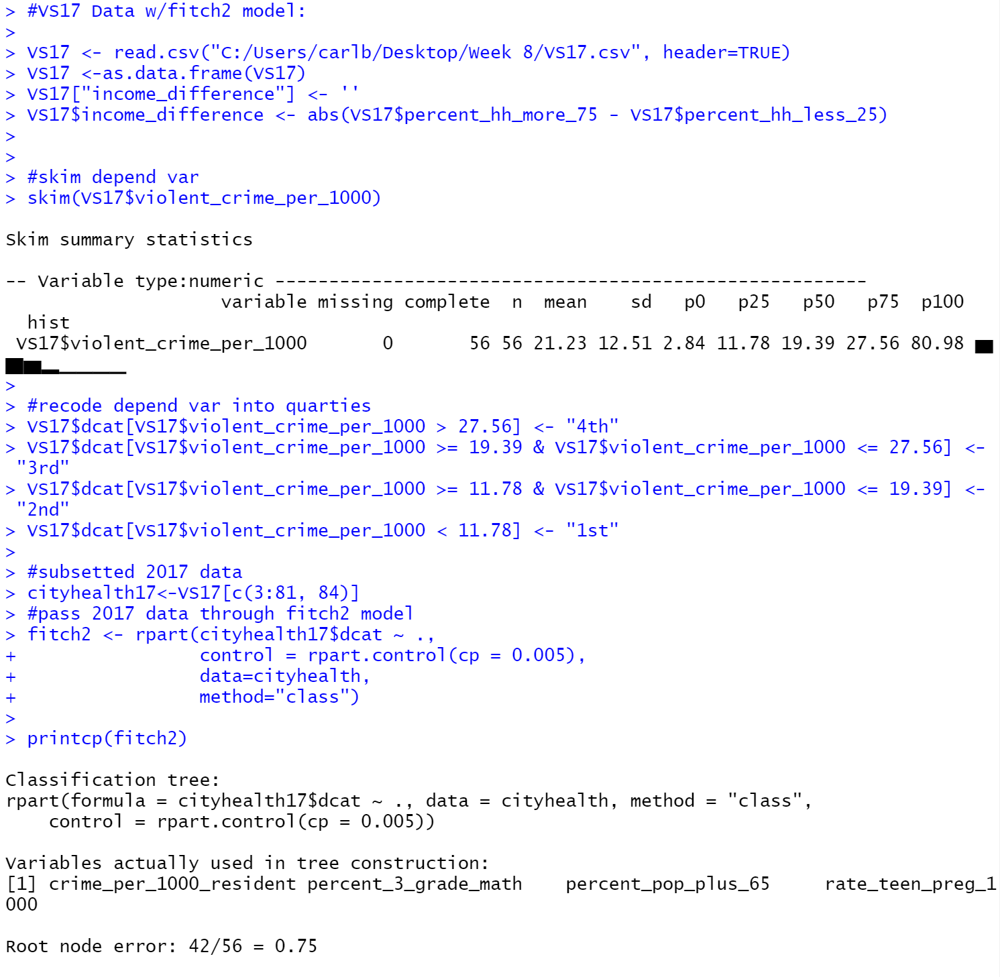 > #VS17 Data w/fitch2 model:
>
> VS17 <- read.csv("C:/Users/carlb/Desktop/Week 8/VS17.csv", header=TRUE)
> VS17 <-as.data.frame(VS17)
> VS17["income_difference"] <- ''
> VS17$income_difference <- abs(VS17$percent_hh_more_75 - VS17$percent_hh_less_25)
>
>
> #skim depend var
> skim(VS17$violent_crime_per_1000)

Skim summary statistics

-- Variable type:numeric -------------------------------------------------------
                    variable missing complete  n  mean    sd   p0   p25   p50   p75  p100
  hist
 VS17$violent_crime_per_1000       0       56 56 21.23 12.51 2.84 11.78 19.39 27.56 80.98 ▅
▇▅▂▁▁▁▁
>
> #recode depend var into quarties
> VS17$dcat[VS17$violent_crime_per_1000 > 27.56] <- "4th"
> VS17$dcat[VS17$violent_crime_per_1000 >= 19.39 & VS17$violent_crime_per_1000 <= 27.56] <-
 "3rd"
> VS17$dcat[VS17$violent_crime_per_1000 >= 11.78 & VS17$violent_crime_per_1000 <= 19.39] <-
 "2nd"
> VS17$dcat[VS17$violent_crime_per_1000 < 11.78] <- "1st"
>
> #subsetted 2017 data
> cityhealth17<-VS17[c(3:81, 84)]
> #pass 2017 data through fitch2 model
> fitch2 <- rpart(cityhealth17$dcat ~ .,
+                 control = rpart.control(cp = 0.005),
+                 data=cityhealth,
+                 method="class")
>
> printcp(fitch2)

Classification tree:
rpart(formula = cityhealth17$dcat ~ ., data = cityhealth, method = "class",
    control = rpart.control(cp = 0.005))

Variables actually used in tree construction:
[1] crime_per_1000_resident percent_3_grade_math    percent_pop_plus_65     rate_teen_preg_1
000

Root node error: 42/56 = 0.75